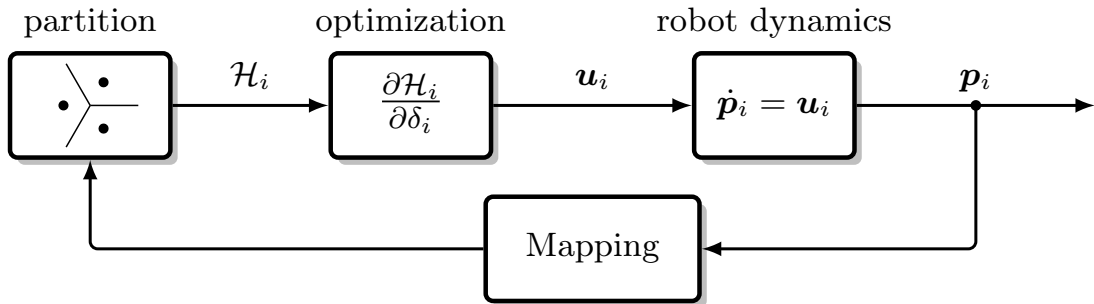 partition
optimization
robot dynamics
ℋᵢ
∂ℋᵢ
∂δᵢ
𝒖ᵢ
𝒑̇ᵢ = 𝒖ᵢ
𝒑ᵢ
Mapping